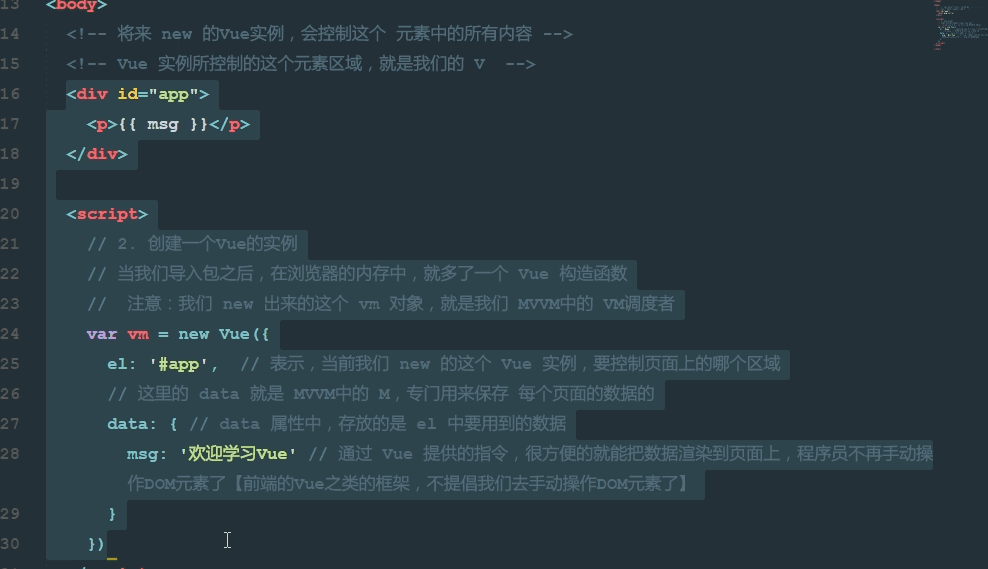 13 <body>
14 <!-- 将来 new 的Vue实例，会控制这个 元素中的所有内容 -->
15 <!-- Vue 实例所控制的这个元素区域，就是我们的 V  -->
16 <div id="app">
17 <p>{{ msg }}</p>
18 </div>
19
20 <script>
21 // 2. 创建一个Vue的实例
22 // 当我们导入包之后，在浏览器的内存中，就多了一个 Vue 构造函数
23 //  注意：我们 new 出来的这个 vm 对象，就是我们 MVVM中的 VM调度者
24 var vm = new Vue({
25 el: '#app',  // 表示，当前我们 new 的这个 Vue 实例，要控制页面上的哪个区域
26 // 这里的 data 就是 MVVM中的 M，专门用来保存 每个页面的数据的
27 data: { // data 属性中，存放的是 el 中要用到的数据
28 msg: '欢迎学习Vue' // 通过 Vue 提供的指令，很方便的就能把数据渲染到页面上，程序员不再手动操
作DOM元素了【前端的Vue之类的框架，不提倡我们去手动操作DOM元素了】
29 }
30 })